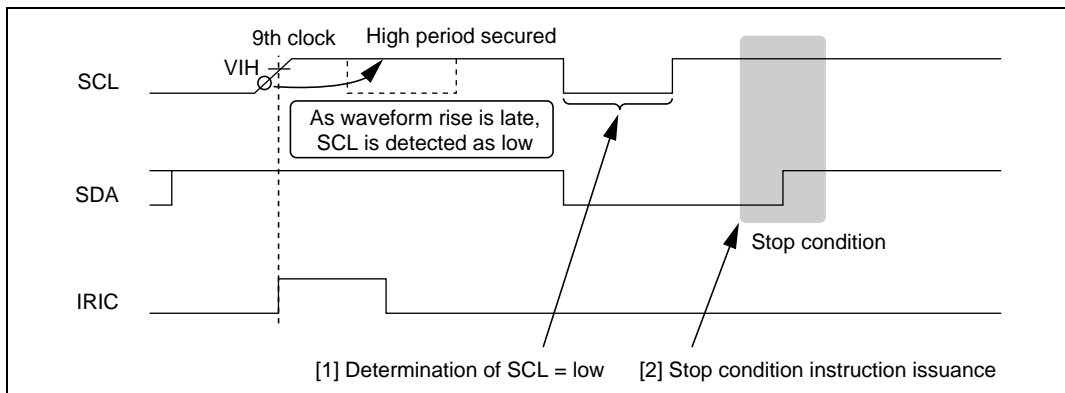 9th clock
High period secured
VIH
SCL
As waveform rise is late,
SCL is detected as low
SDA
Stop condition
IRIC
[1] Determination of SCL = low
[2] Stop condition instruction issuance